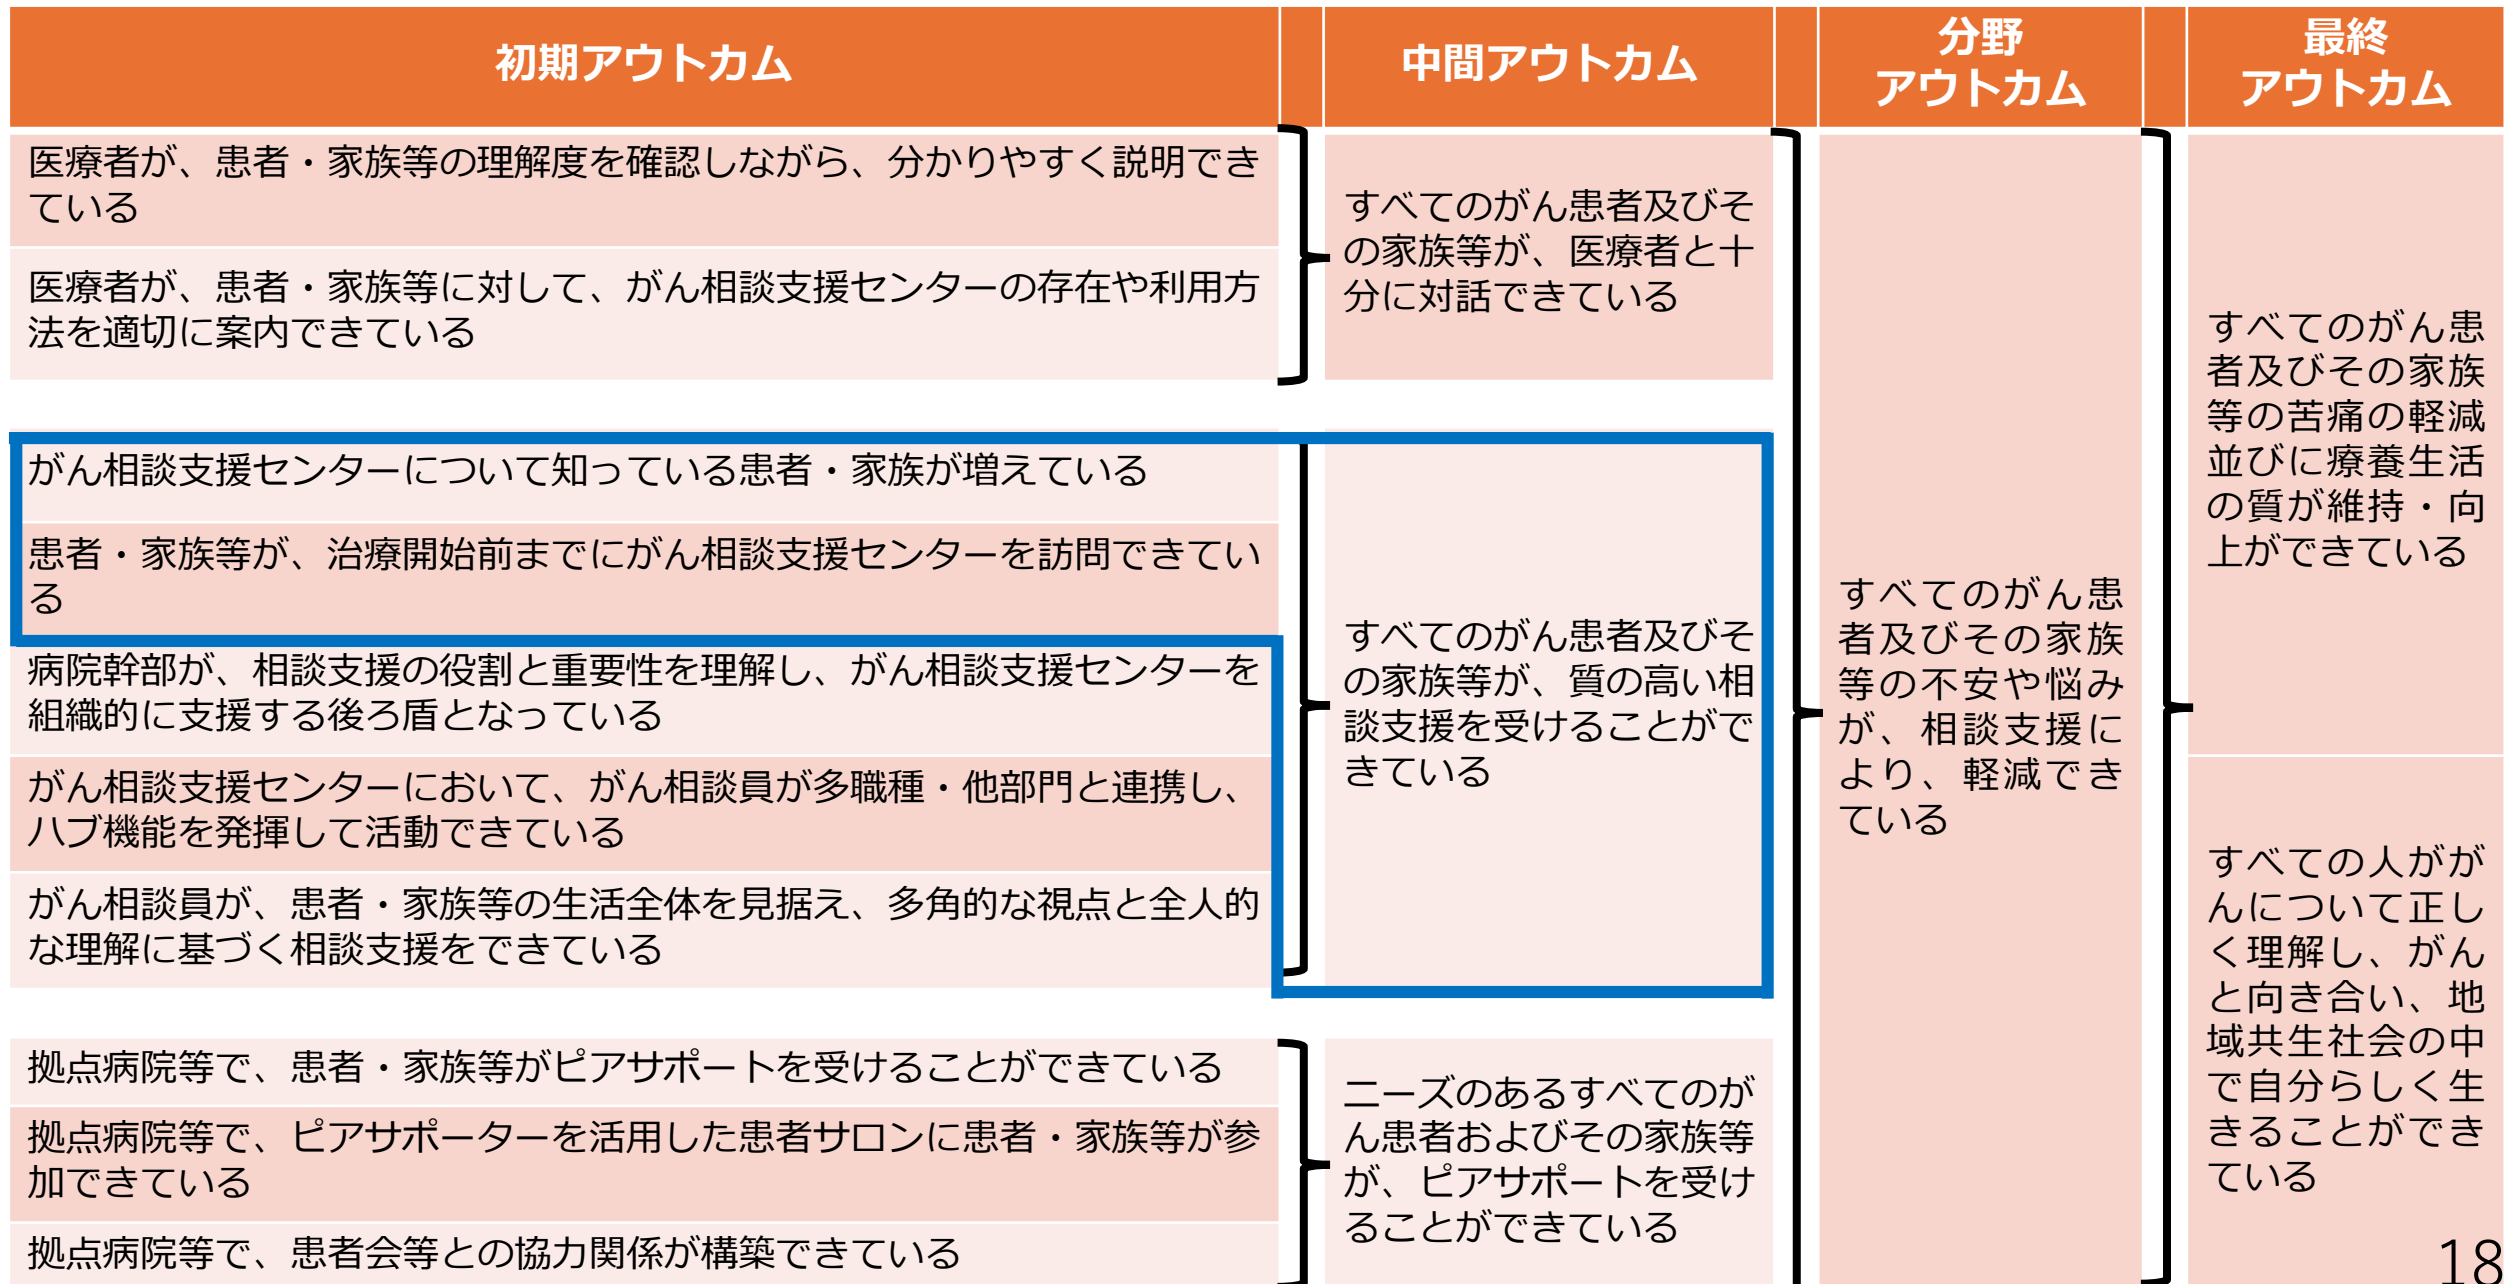 初期アウトカム
中間アウトカム
分野
アウトカム
最終
アウトカム
医療者が、患者・家族等の理解度を確認しながら、分かりやすく説明でき
ている
医療者が、患者・家族等に対して、がん相談支援センターの存在や利用方
法を適切に案内できている
すべてのがん患者及びそ
の家族等が、医療者と十
分に対話できている
がん相談支援センターについて知っている患者・家族が増えている
患者・家族等が、治療開始前までにがん相談支援センターを訪問できてい
る
病院幹部が、相談支援の役割と重要性を理解し、がん相談支援センターを
組織的に支援する後ろ盾となっている
がん相談支援センターにおいて、がん相談員が多職種・他部門と連携し、
ハブ機能を発揮して活動できている
がん相談員が、患者・家族等の生活全体を見据え、多角的な視点と全人的
な理解に基づく相談支援をできている
すべてのがん患者及びそ
の家族等が、質の高い相
談支援を受けることがで
きている
拠点病院等で、患者・家族等がピアサポートを受けることができている
拠点病院等で、ピアサポーターを活用した患者サロンに患者・家族等が参
加できている
拠点病院等で、患者会等との協力関係が構築できている
ニーズのあるすべてのが
ん患者およびその家族等
が、ピアサポートを受け
ることができている
すべてのがん患
者及びその家族
等の不安や悩み
が、相談支援に
より、軽減でき
ている
すべてのがん患
者及びその家族
等の苦痛の軽減
並びに療養生活
の質が維持・向
上ができている
すべての人がが
んについて正し
く理解し、がん
と向き合い、地
域共生社会の中
で自分らしく生
きることができ
ている
18